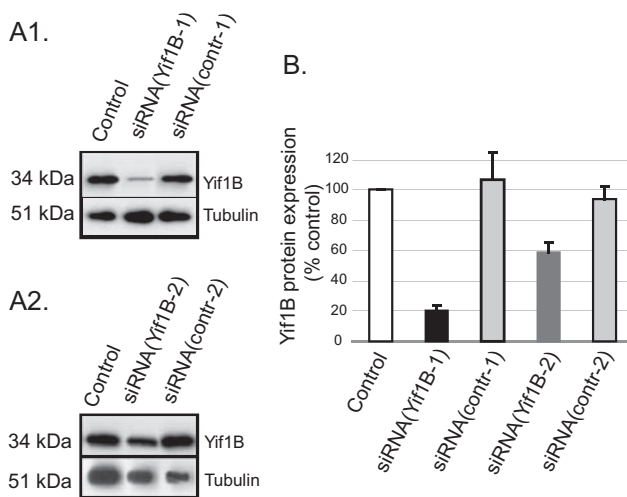 A1.
Control
siRNA(Yif1B-1)
siRNA(contr-1)
34 kDa
Yif1B
51 kDa
Tubulin
A2.
Control
siRNA(Yif1B-2)
siRNA(contr-2)
34 kDa
Yif1B
51 kDa
Tubulin
B.
Yif1B protein expression
(% control)
120
100
80
60
40
20
0
Control
siRNA(Yif1B-1)
siRNA(contr-1)
siRNA(Yif1B-2)
siRNA(contr-2)